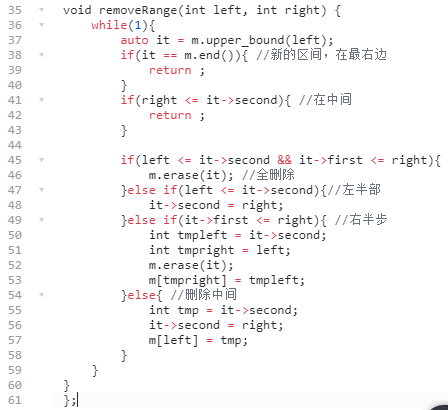 35 void removeRange(int left, int right) {
36 while(1){
37 auto it = m.upper_bound(left);
38 if(it == m.end()){ //新的区间，在最右边
39 return ;
40 }
41 if(right <= it->second){ //在中间
42 return ;
43 }
44
45 if(left <= it->second && it->first <= right){
46 m.erase(it); //全删除
47 }else if(left <= it->second){//左半部
48 it->second = right;
49 }else if(it->first <= right){ //右半步
50 int tmpleft = it->second;
51 int tmpright = left;
52 m.erase(it);
53 m[tmpright] = tmpleft;
54 }else{ //删除中间
55 int tmp = it->second;
56 it->second = right;
57 m[left] = tmp;
58 }
59 }
60 }
61 };